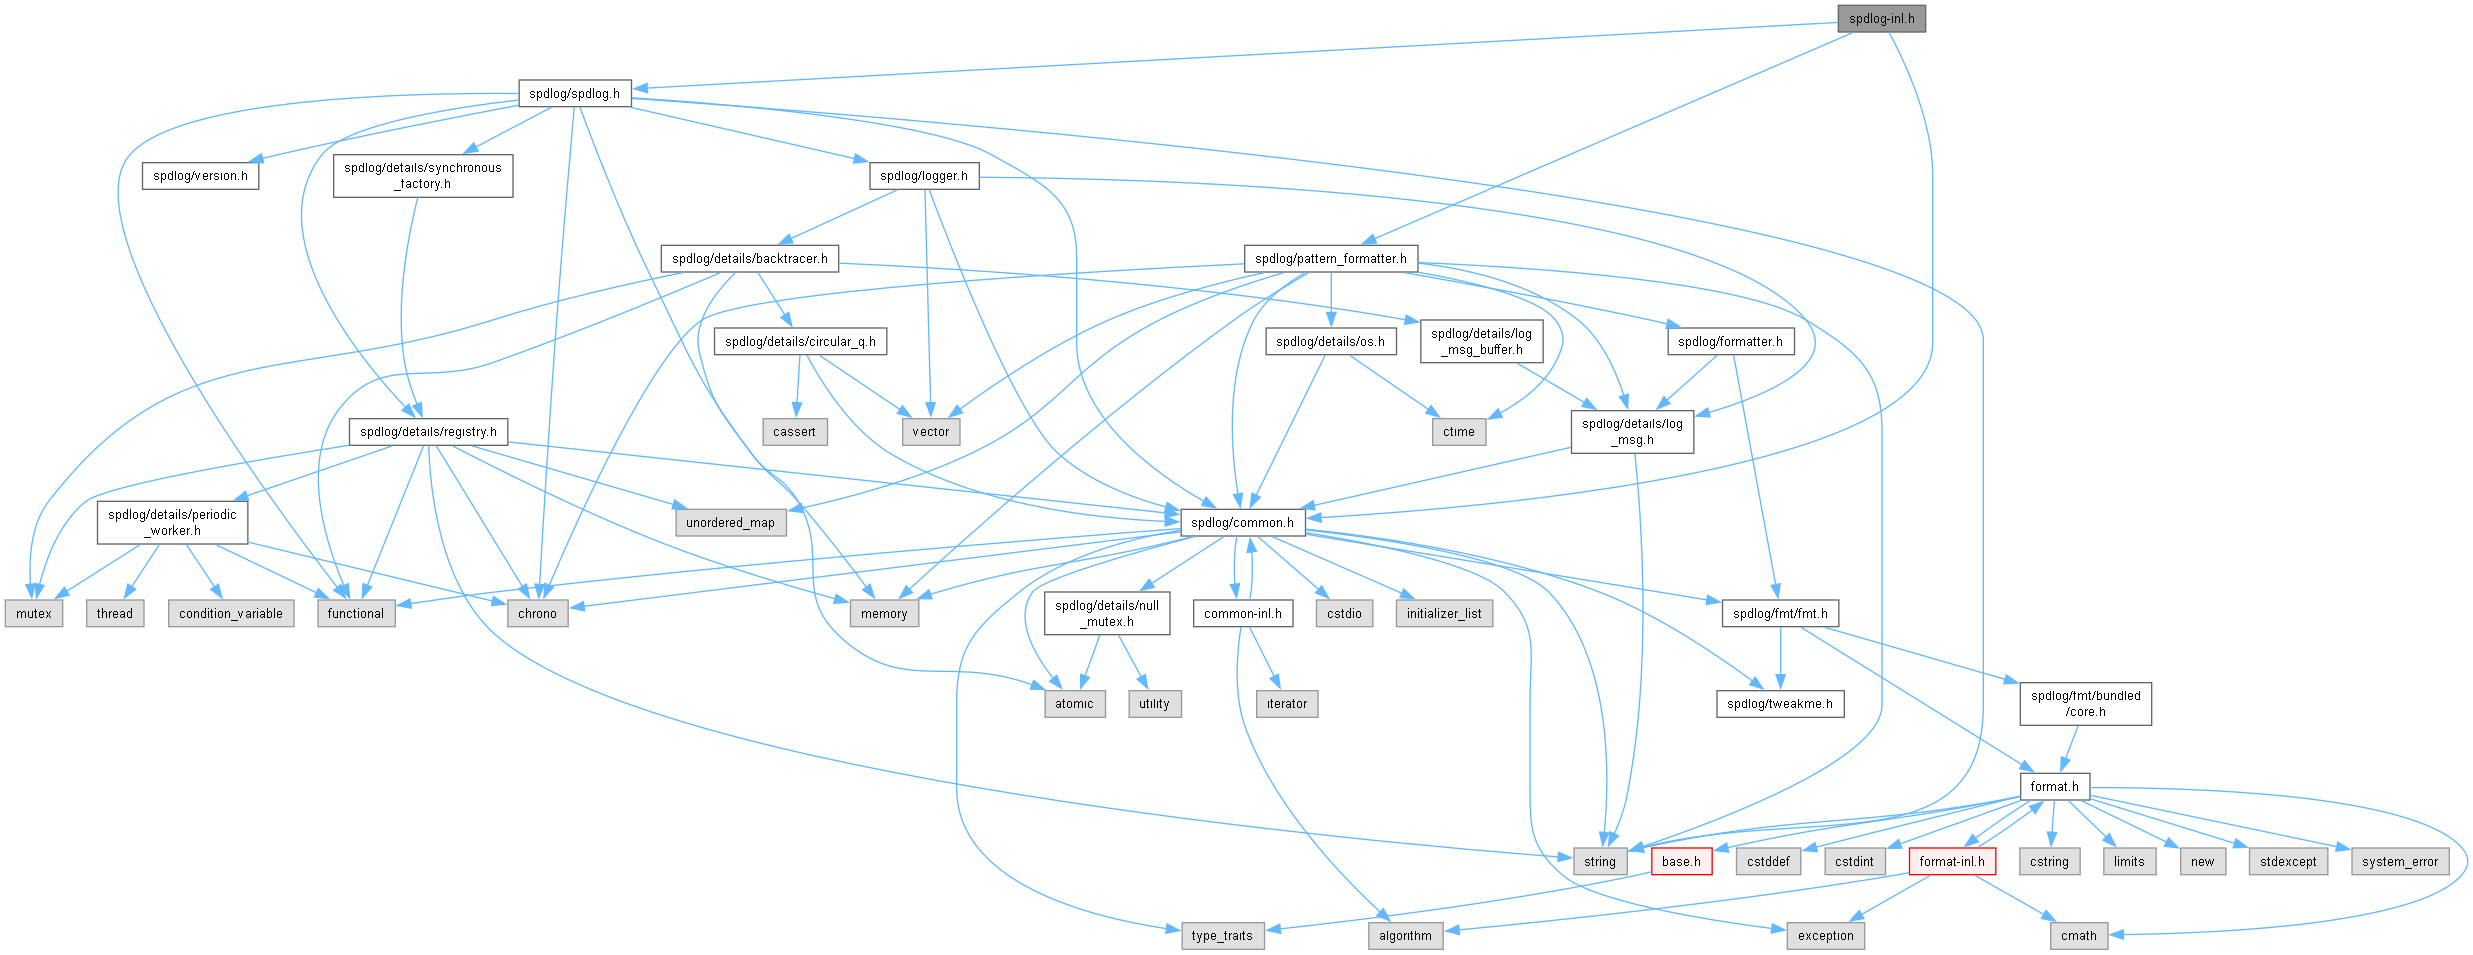 spdlog-inl.h
spdlog/spdlog.h
spdlog/version.h
spdlog/details/synchronous
_factory.h
spdlog/logger.h
spdlog/details/backtracer.h
spdlog/pattern_formatter.h
spdlog/details/circular_q.h
spdlog/details/os.h
spdlog/details/log
_msg_buffer.h
spdlog/formatter.h
spdlog/details/registry.h
cassert
vector
ctime
spdlog/details/log
_msg.h
spdlog/details/periodic
_worker.h
unordered_map
spdlog/common.h
mutex
thread
condition_variable
functional
chrono
memory
spdlog/details/null
_mutex.h
common-inl.h
cstdio
initializer_list
spdlog/fmt/fmt.h
atomic
utility
iterator
spdlog/tweakme.h
spdlog/fmt/bundled
/core.h
format.h
string
base.h
cstddef
cstdint
format-inl.h
cstring
limits
new
stdexcept
system_error
type_traits
algorithm
exception
cmath